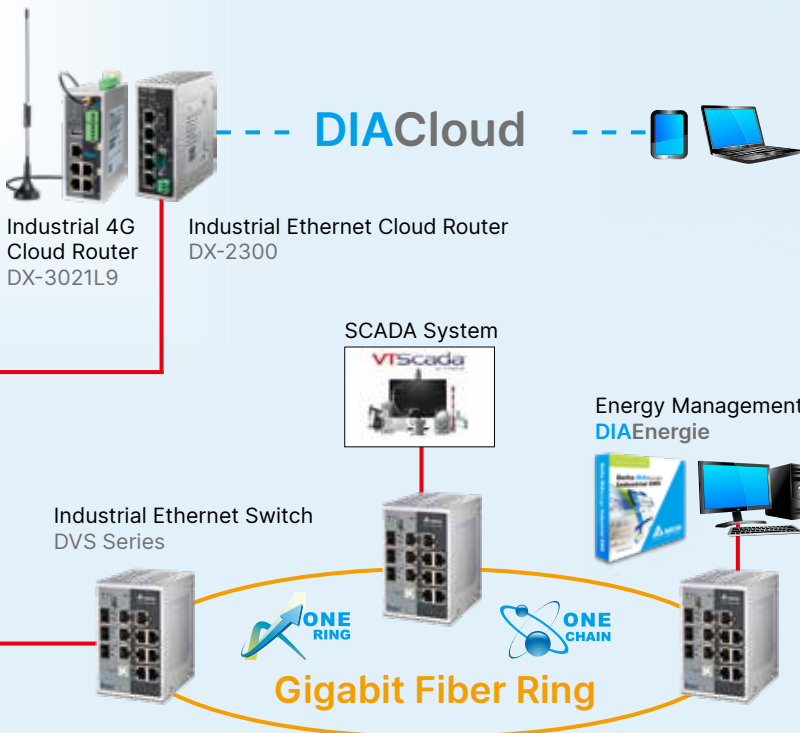 DIACloud
Industrial 4G
Cloud Router
DX-3021L9
Industrial Ethernet Cloud Router
DX-2300
SCADA System
VTScada
Energy Management
DIAEnergie
Industrial Ethernet Switch
DVS Series
ONE
RING
ONE
CHAIN
Gigabit Fiber Ring